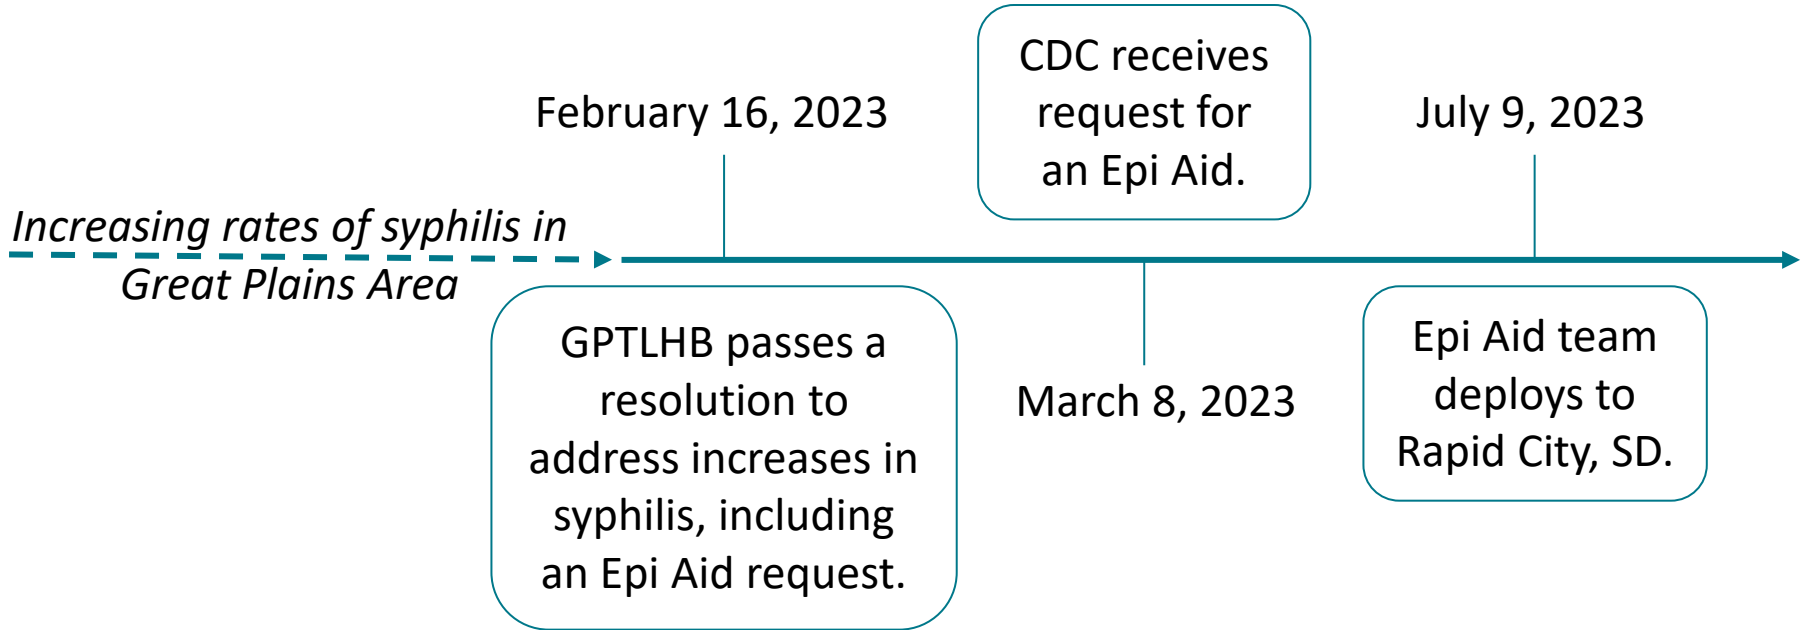 Increasing rates of syphilis in
Great Plains Area
February 16, 2023
GPTLHB passes a
resolution to
address increases in
syphilis, including
an Epi Aid request.
CDC receives
request for
an Epi Aid.
March 8, 2023
July 9, 2023
Epi Aid team
deploys to
Rapid City, SD.